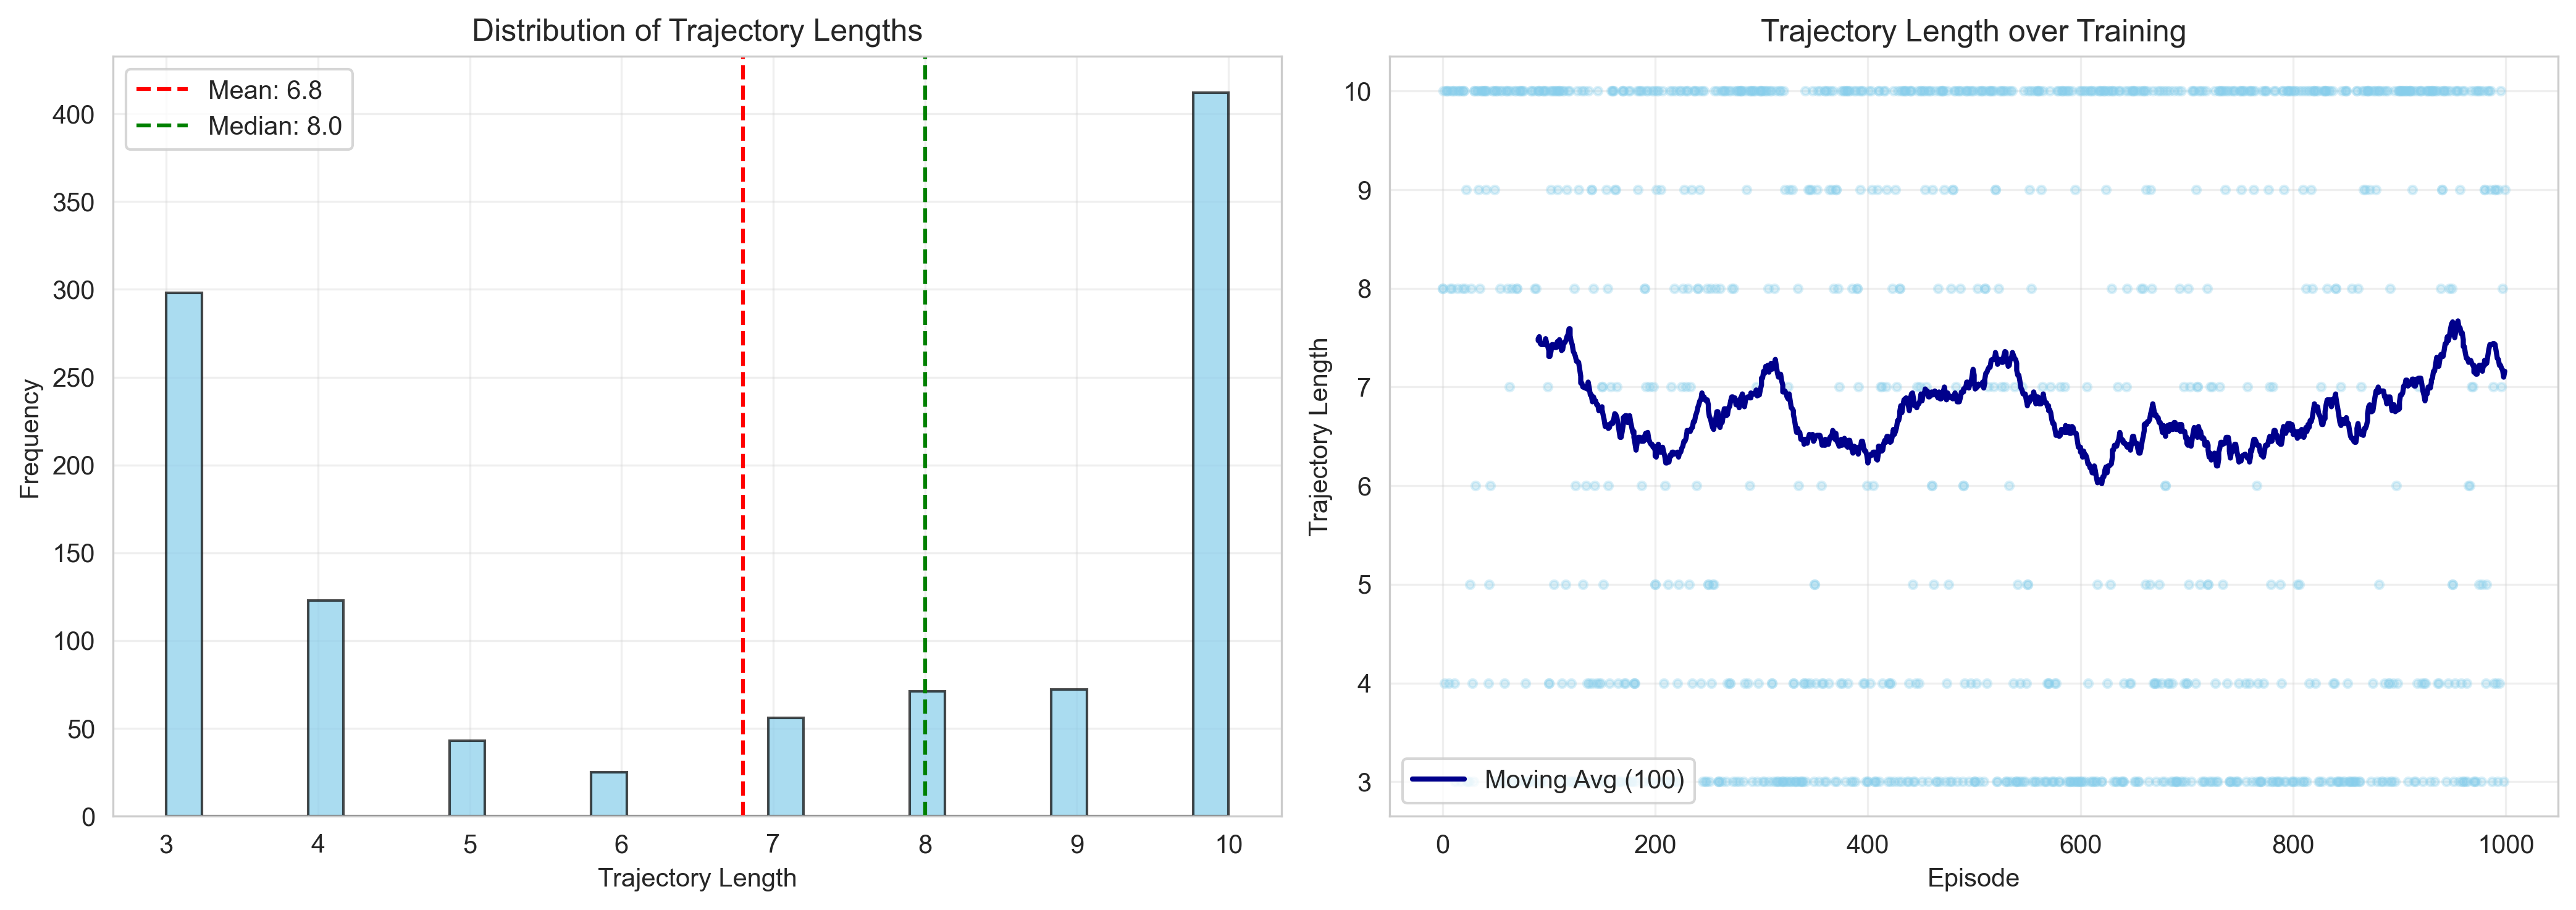 Distribution of Trajectory Lengths
Mean: 6.8
Median: 8.0
Frequency
400
350
300
250
200
150
100
50
0
3 4 5 6 7 8 9 10
Trajectory Length
Trajectory Length over Training
Trajectory Length
10
9
8
7
6
5
4
3
Moving Avg (100)
0 200 400 600 800 1000
Episode